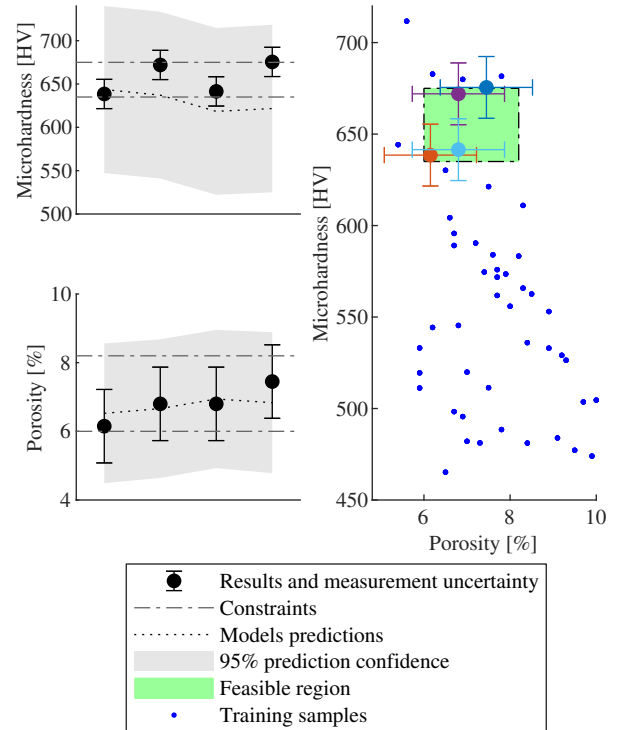 Microhardness [HV]
700
650
600
550
500
Porosity [%]
10
8
6
4
Microhardness [HV]
700
650
600
550
500
450
6
8
10
Porosity [%]
Results and measurement uncertainty
Constraints
Models predictions
95% prediction confidence
Feasible region
Training samples